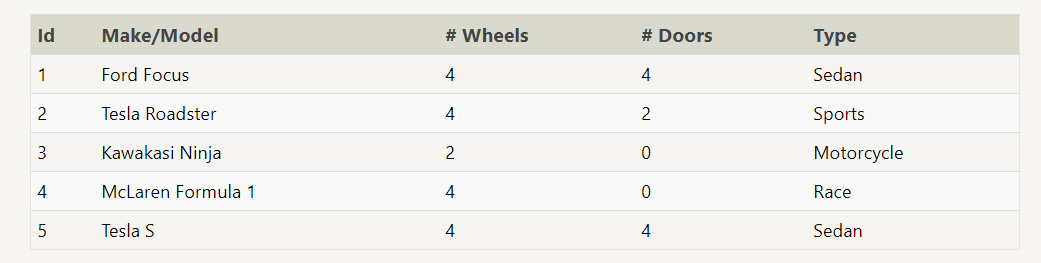 Id Make/Model # Wheels # Doors Type
1 Ford Focus 4 4 Sedan
2 Tesla Roadster 4 2 Sports
3 Kawakasi Ninja 2 0 Motorcycle
4 McLaren Formula 1 4 0 Race
5 Tesla S 4 4 Sedan